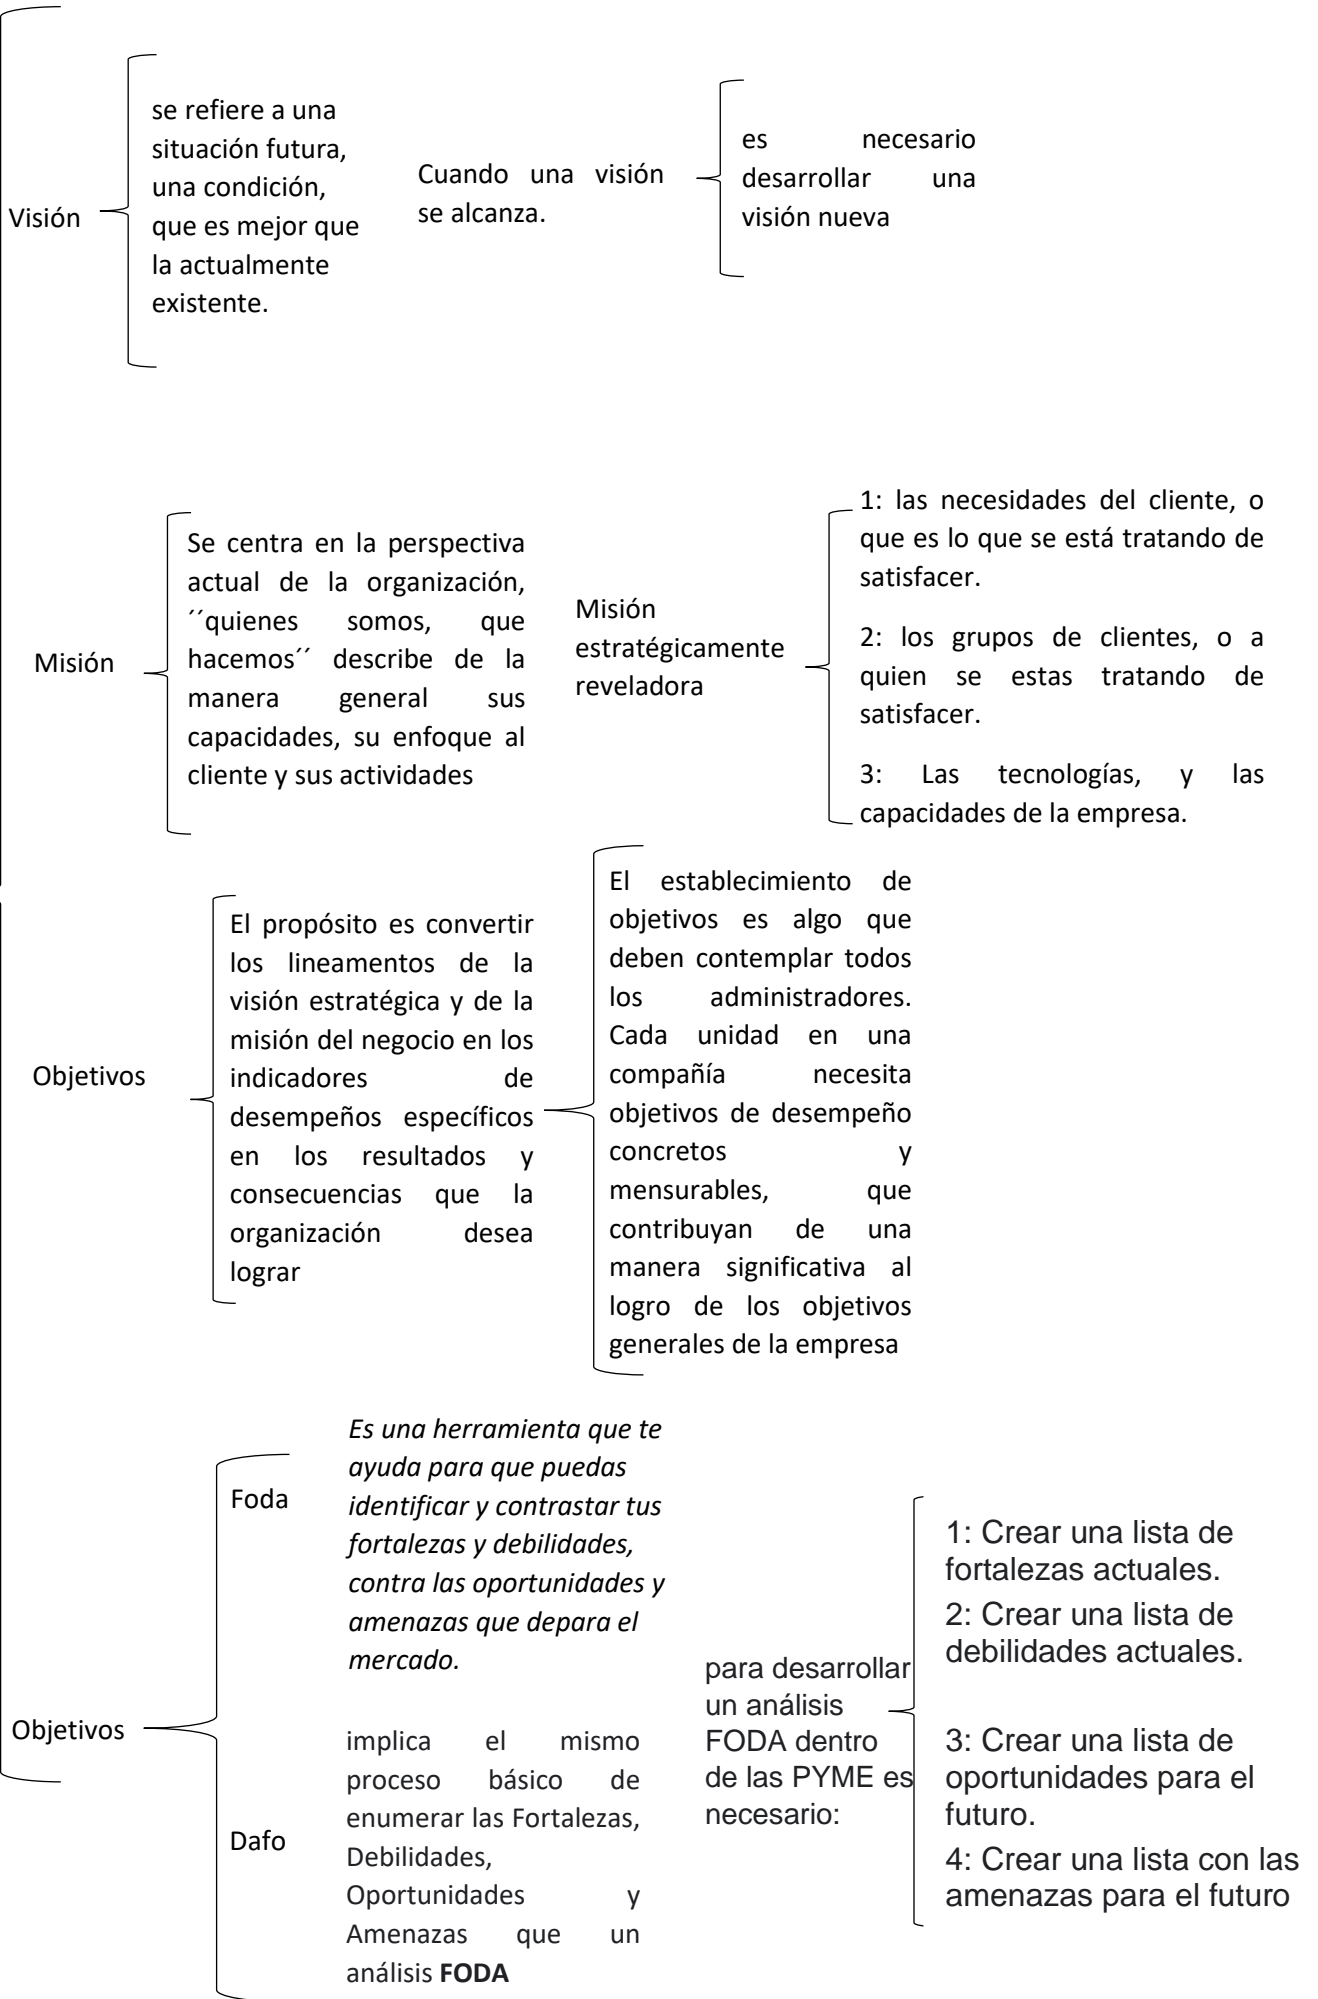 Visión
se refiere a una
situación futura,
una condición,
que es mejor que
la actualmente
existente.
Cuando una visión
se alcanza.
es necesario
desarrollar una
visión nueva
Misión
Se centra en la perspectiva
actual de la organización,
´´quienes somos, que
hacemos´´ describe de la
manera general sus
capacidades, su enfoque al
cliente y sus actividades
Misión
estratégicamente
reveladora
1: las necesidades del cliente, o
que es lo que se está tratando de
satisfacer.
2: los grupos de clientes, o a
quien se estas tratando de
satisfacer.
3: Las tecnologías, y las
capacidades de la empresa.
Objetivos
El propósito es convertir
los lineamentos de la
visión estratégica y de la
misión del negocio en los
indicadores de
desempeños específicos
en los resultados y
consecuencias que la
organización desea
lograr
El establecimiento de
objetivos es algo que
deben contemplar todos
los administradores.
Cada unidad en una
compañía necesita
objetivos de desempeño
concretos y
mensurables, que
contribuyan de una
manera significativa al
logro de los objetivos
generales de la empresa
Objetivos
Foda
Es una herramienta que te
ayuda para que puedas
identificar y contrastar tus
fortalezas y debilidades,
contra las oportunidades y
amenazas que depara el
mercado.
Dafo
implica el mismo
proceso básico de
enumerar las Fortalezas,
Debilidades,
Oportunidades y
Amenazas que un
análisis FODA
para desarrollar
un análisis
FODA dentro
de las PYME es
necesario:
1: Crear una lista de
fortalezas actuales.
2: Crear una lista de
debilidades actuales.
3: Crear una lista de
oportunidades para el
futuro.
4: Crear una lista con las
amenazas para el futuro